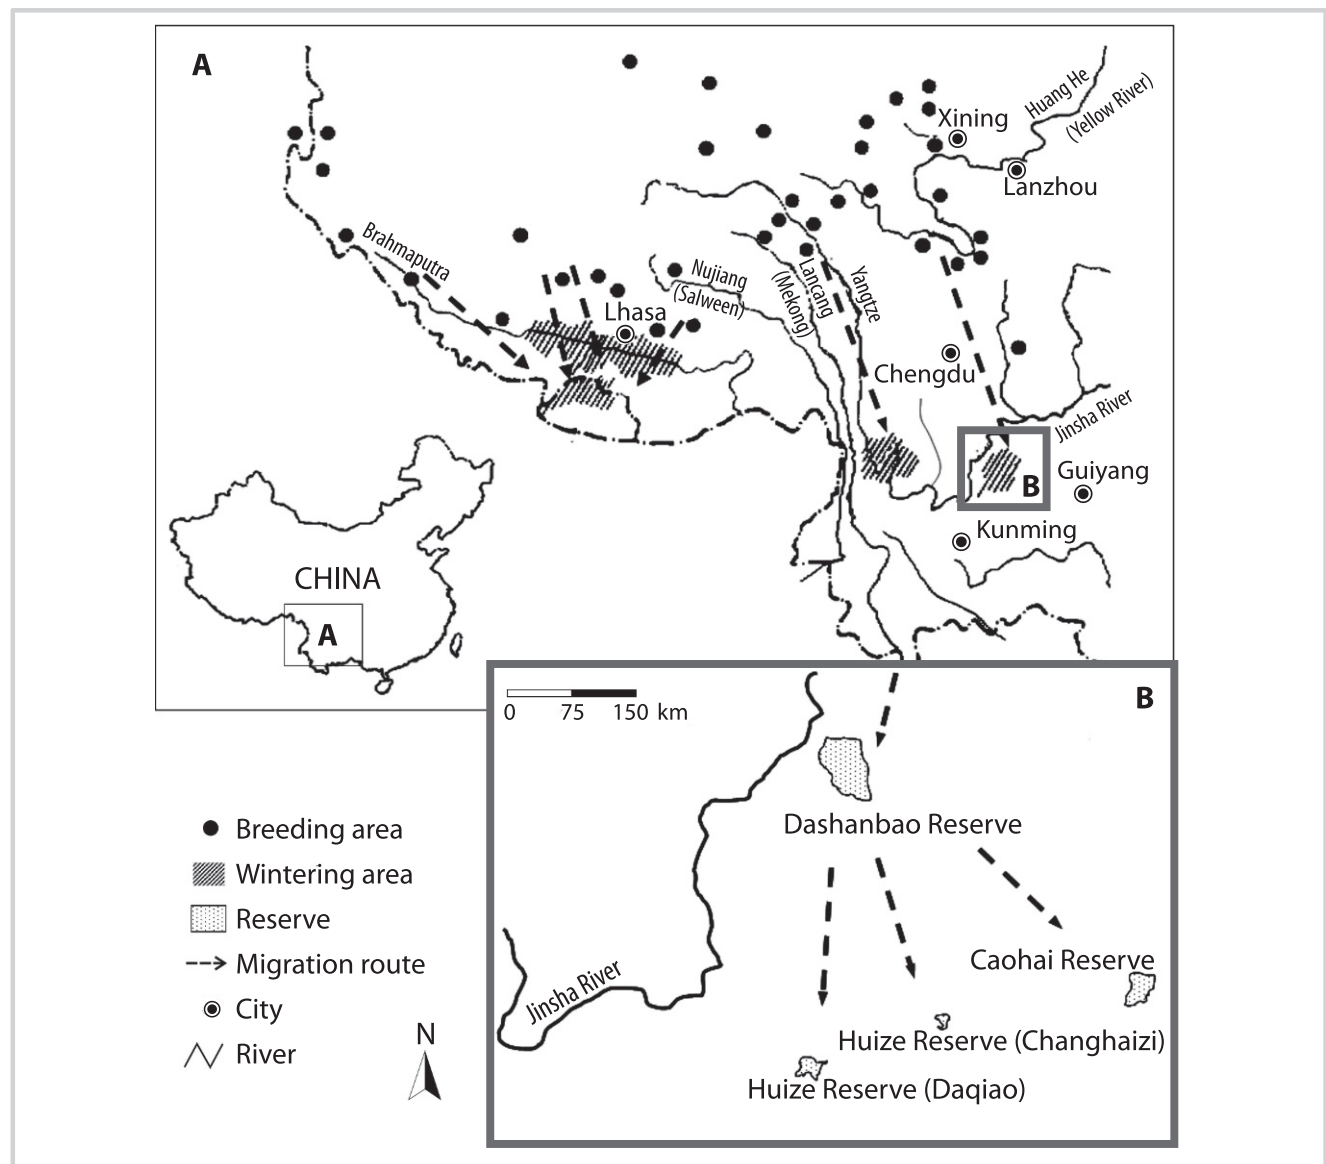 A
Huang He
(Yellow River)
Xining
Lanzhou
Brahmaputra
Nujiang
(Salween)
Lancang
(Mekong)
Yangtze
Lhasa
Chengdu
Jinsha River
Guiyang
B
Kunming
CHINA
A
B
0 75 150 km
Dashanbao Reserve
Caohai Reserve
Jinsha River
Huize Reserve (Changhaizi)
Huize Reserve (Daqiao)
Breeding area
Wintering area
Reserve
Migration route
City
River
N